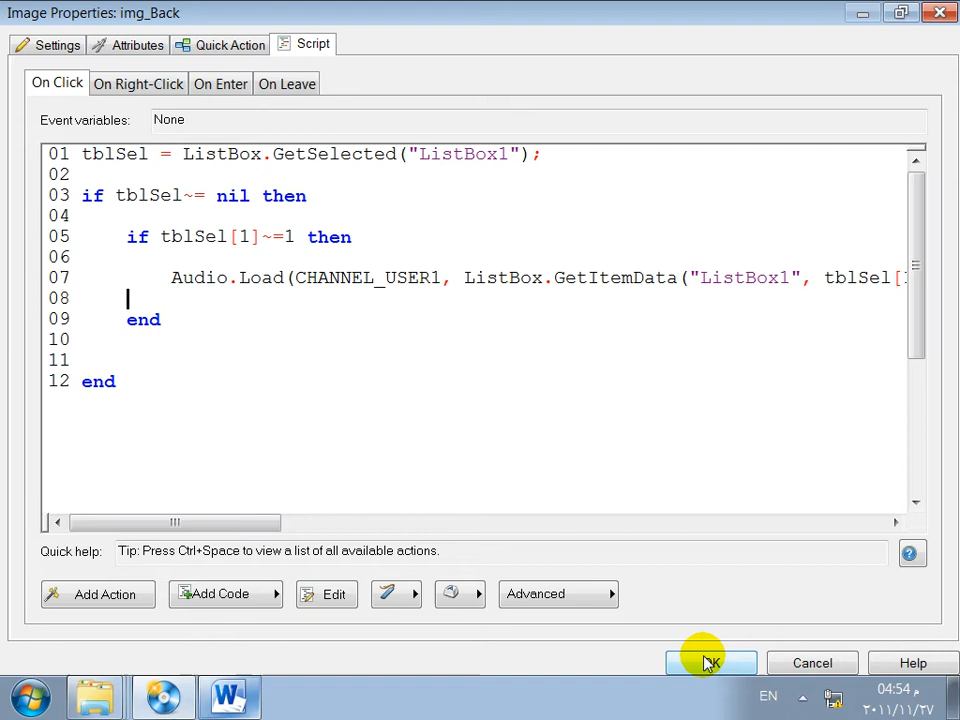 Image Properties: img_Back
Settings Attributes Quick Action Script
On Click On Right-Click On Enter On Leave
Event variables: None
01 tblSel = ListBox.GetSelected("ListBox1");
02
03 if tblSel~= nil then
04
05 if tblSel[1]~=1 then
06
07 Audio.Load(CHANNEL_USER1, ListBox.GetItemData("ListBox1", tblSel[
08
09 end
10
11
12 end
Quick help: Tip: Press Ctrl+Space to view a list of all available actions.
Add Action Add Code Edit Advanced
OK Cancel Help
EN
04:54 م
٢٠١١/١١/٢٧